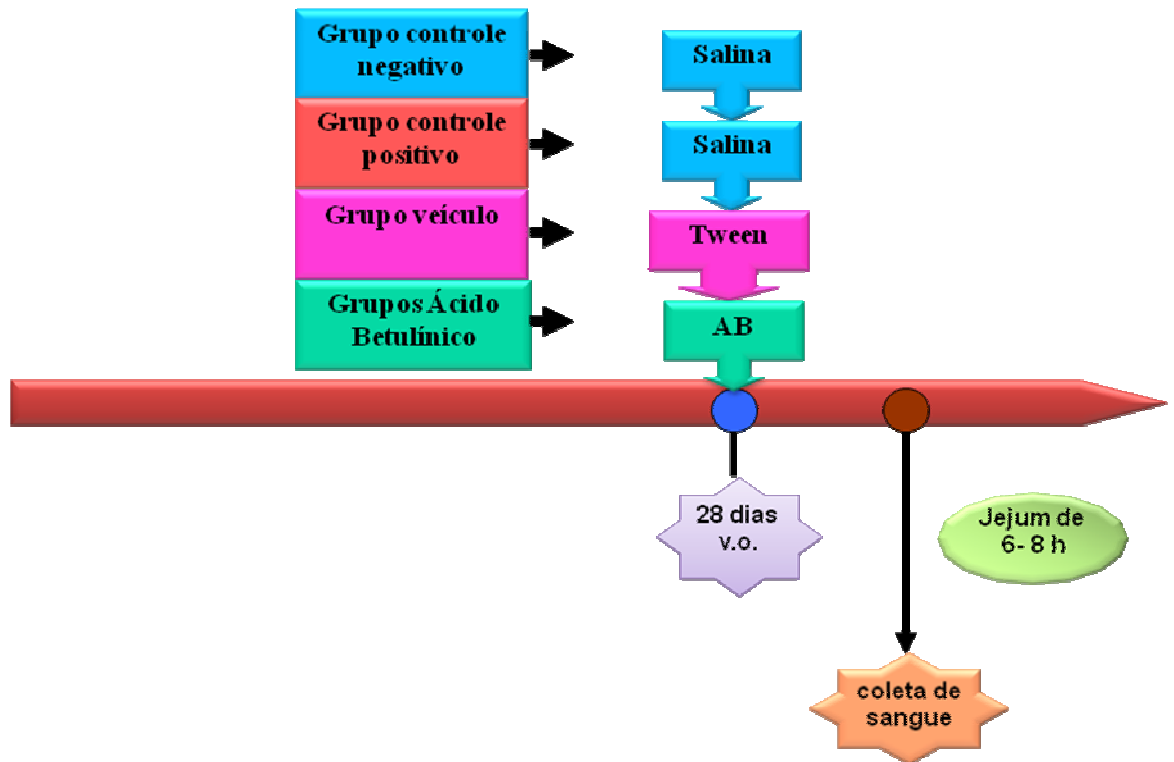 Grupo controle
negativo
Salina
Grupo controle
positivo
Salina
Grupo veículo
Tween
Grupos Ácido
Betulínico
AB
28 dias
v.o.
Jejum de
6- 8 h
coleta de
sangue